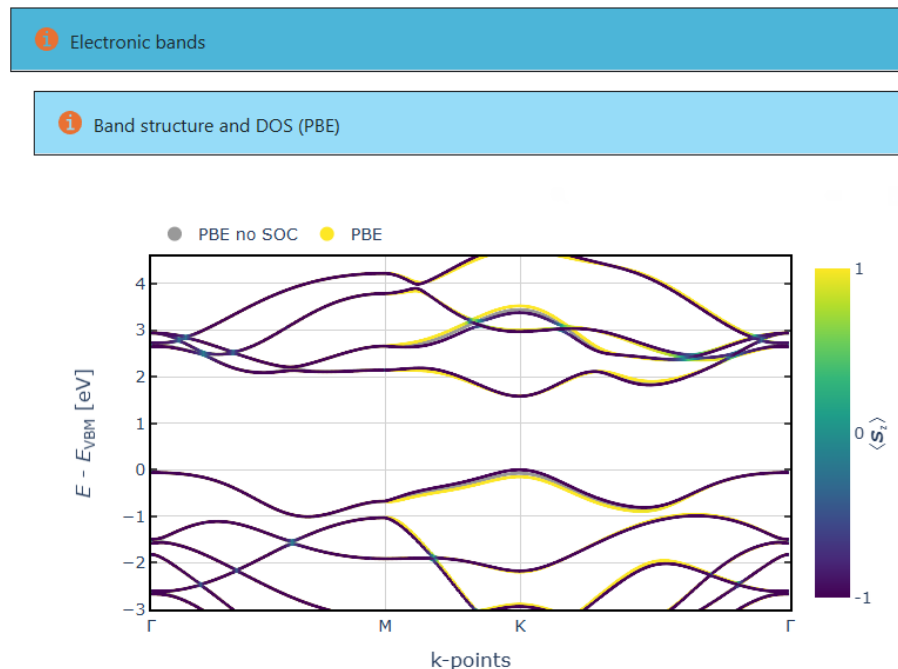 Electronic bands
Band structure and DOS (PBE)
PBE no SOC PBE
4
3
2
1
0
−1
−2
−3
E - E_VBM [eV]
Γ M K Γ
k-points
1
0
-1
⟨S_z⟩